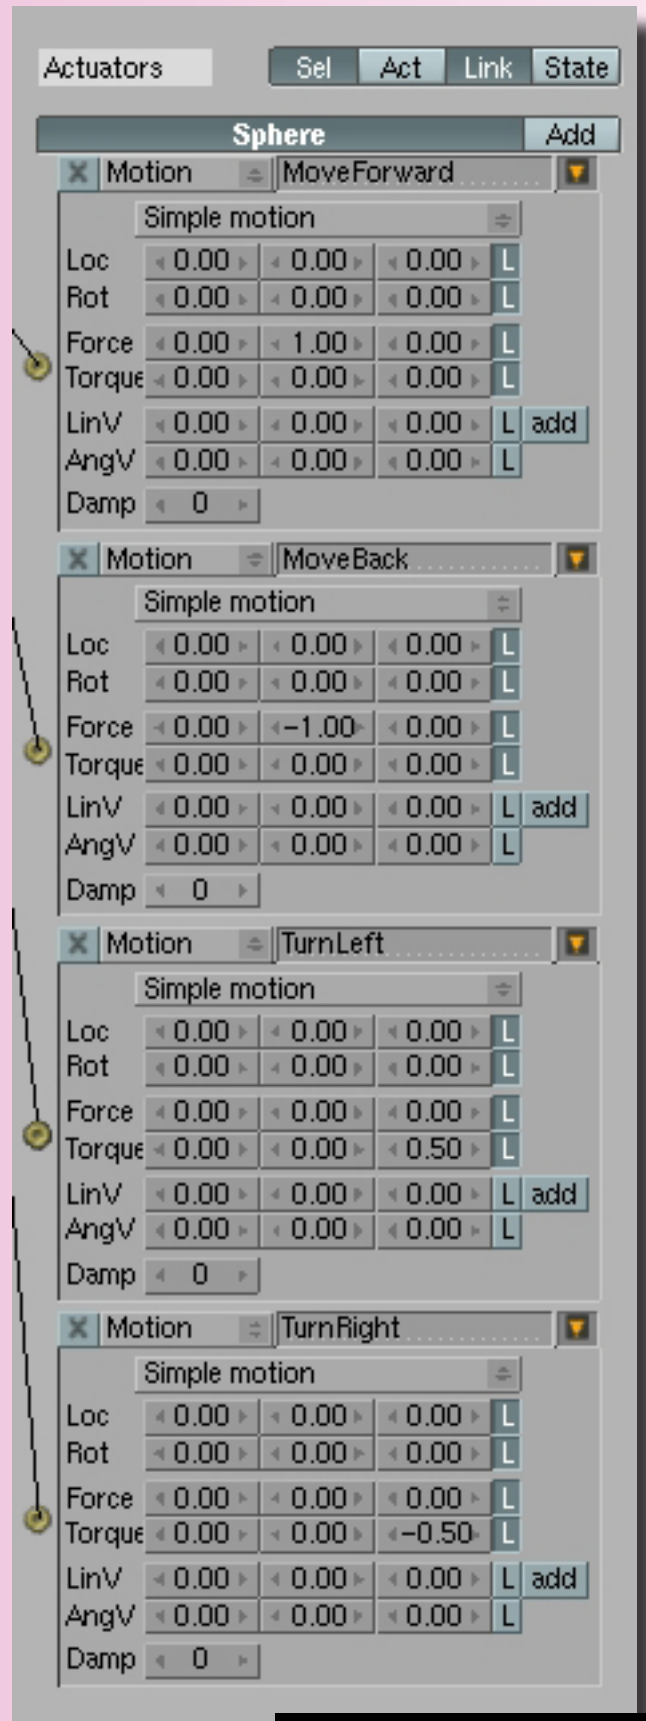 Actuators Sel Act Link State
Sphere Add
X Motion MoveForward
Simple motion
Loc 0.00 0.00 0.00 L
Rot 0.00 0.00 0.00 L
Force 0.00 1.00 0.00 L
Torque 0.00 0.00 0.00 L
LinV 0.00 0.00 0.00 L add
AngV 0.00 0.00 0.00 L
Damp 0
X Motion MoveBack
Simple motion
Loc 0.00 0.00 0.00 L
Rot 0.00 0.00 0.00 L
Force 0.00 -1.00 0.00 L
Torque 0.00 0.00 0.00 L
LinV 0.00 0.00 0.00 L add
AngV 0.00 0.00 0.00 L
Damp 0
X Motion TurnLeft
Simple motion
Loc 0.00 0.00 0.00 L
Rot 0.00 0.00 0.00 L
Force 0.00 0.00 0.00 L
Torque 0.00 0.00 0.50 L
LinV 0.00 0.00 0.00 L add
AngV 0.00 0.00 0.00 L
Damp 0
X Motion TurnRight
Simple motion
Loc 0.00 0.00 0.00 L
Rot 0.00 0.00 0.00 L
Force 0.00 0.00 0.00 L
Torque 0.00 0.00 -0.50 L
LinV 0.00 0.00 0.00 L add
AngV 0.00 0.00 0.00 L
Damp 0